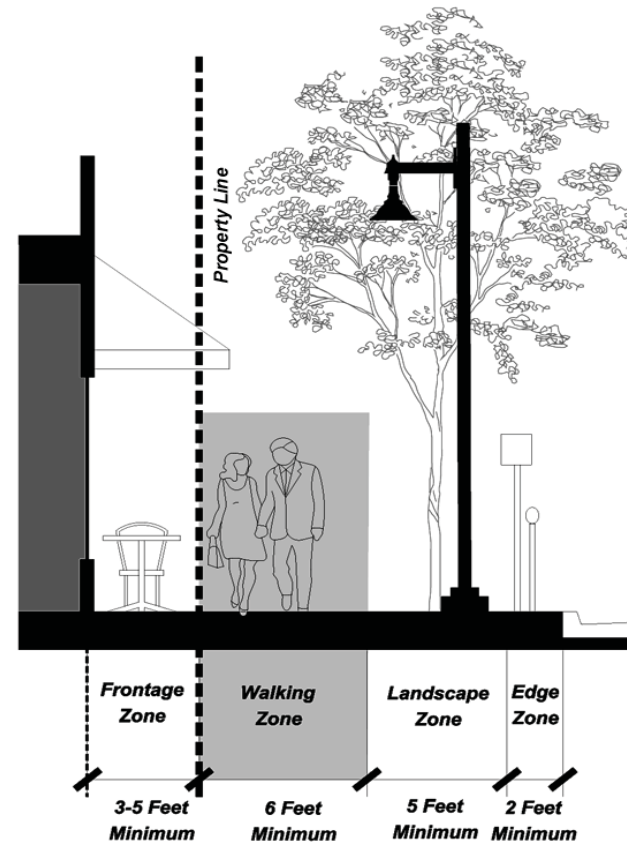 Property Line
Frontage
Zone
Walking
Zone
Landscape
Zone
Edge
Zone
3-5 Feet
Minimum
6 Feet
Minimum
5 Feet
Minimum
2 Feet
Minimum